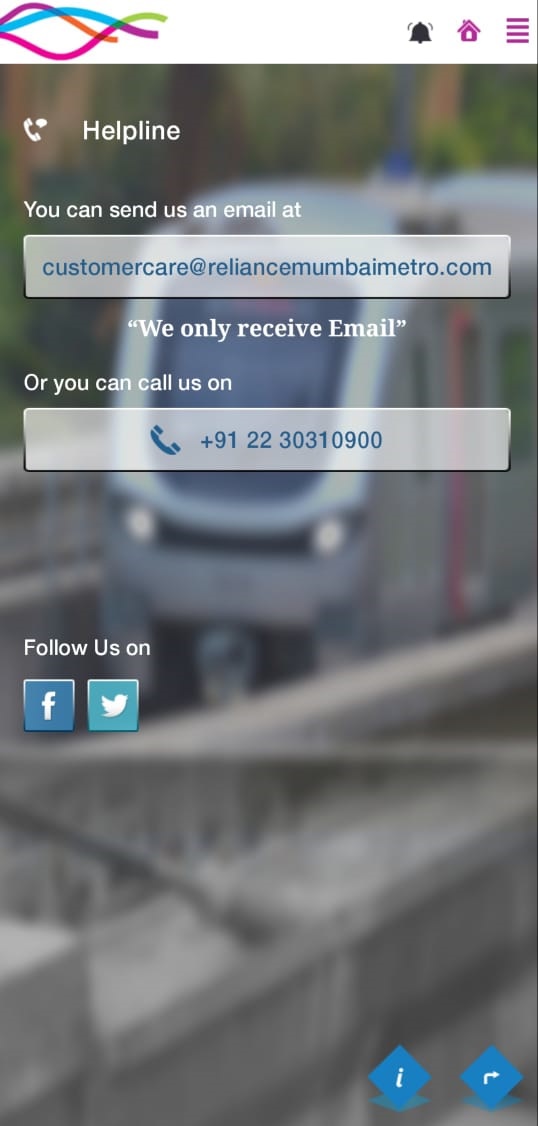 Helpline
You can send us an email at
customercare@reliancemumbaimetro.com
“We only receive Email”
Or you can call us on
+91 22 30310900
Follow Us on